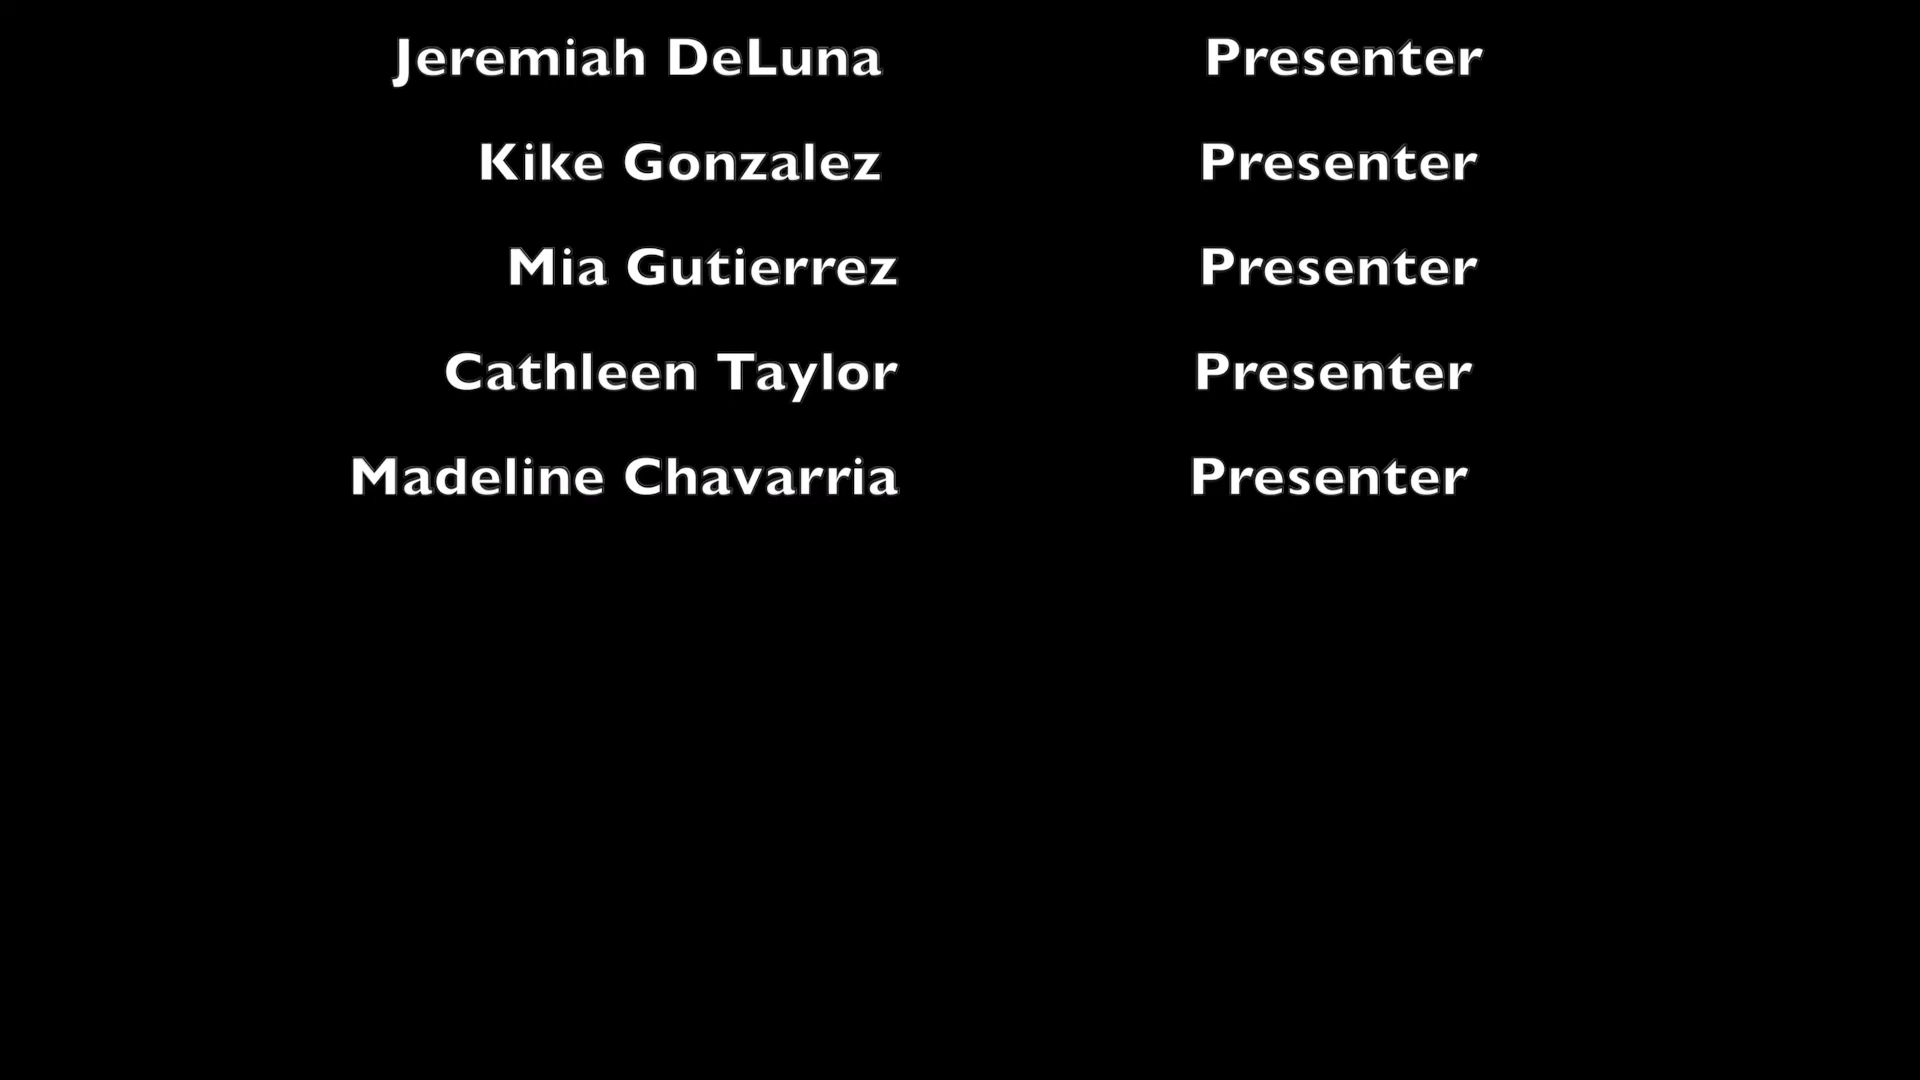 Jeremiah DeLuna Presenter
Kike Gonzalez Presenter
Mia Gutierrez Presenter
Cathleen Taylor Presenter
Madeline Chavarria Presenter